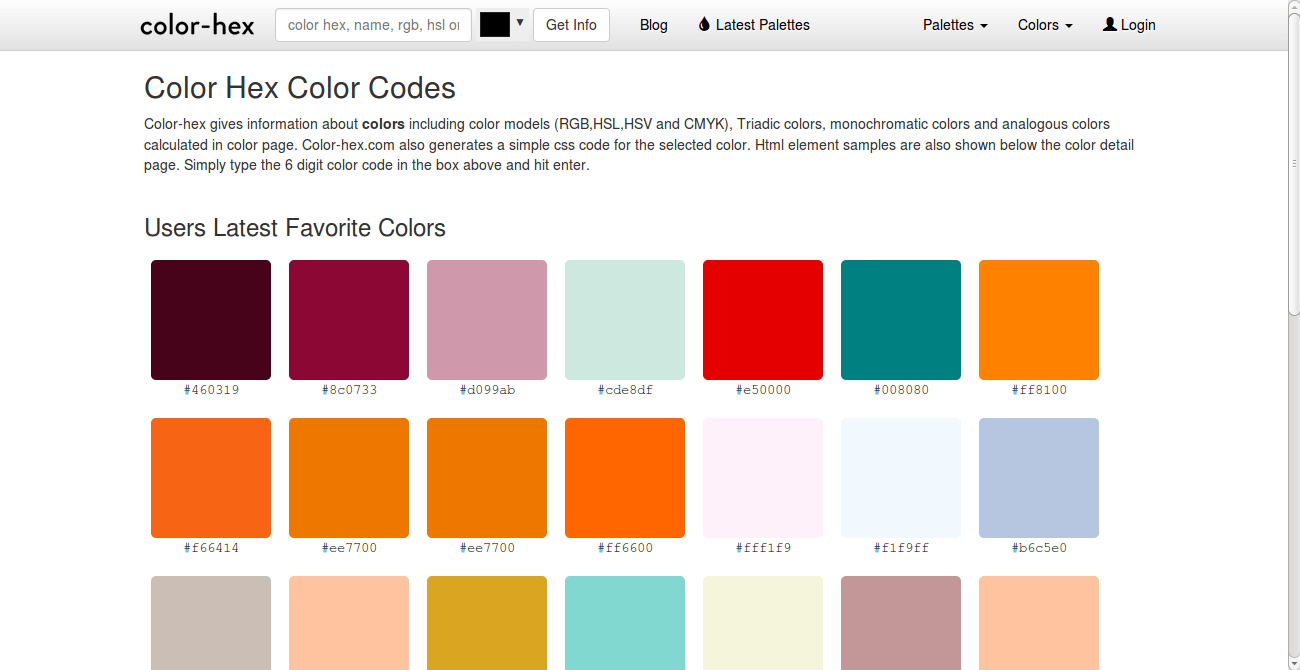 color-hex color hex, name, rgb, hsl or Get Info Blog Latest Palettes Palettes Colors Login
Color Hex Color Codes
Color-hex gives information about colors including color models (RGB,HSL,HSV and CMYK), Triadic colors, monochromatic colors and analogous colors
calculated in color page. Color-hex.com also generates a simple css code for the selected color. Html element samples are also shown below the color detail
page. Simply type the 6 digit color code in the box above and hit enter.
Users Latest Favorite Colors
#460319 #8c0733 #d099ab #cde8df #e50000 #008080 #ff8100
#f66414 #ee7700 #ee7700 #ff6600 #fff1f9 #f1f9ff #b6c5e0